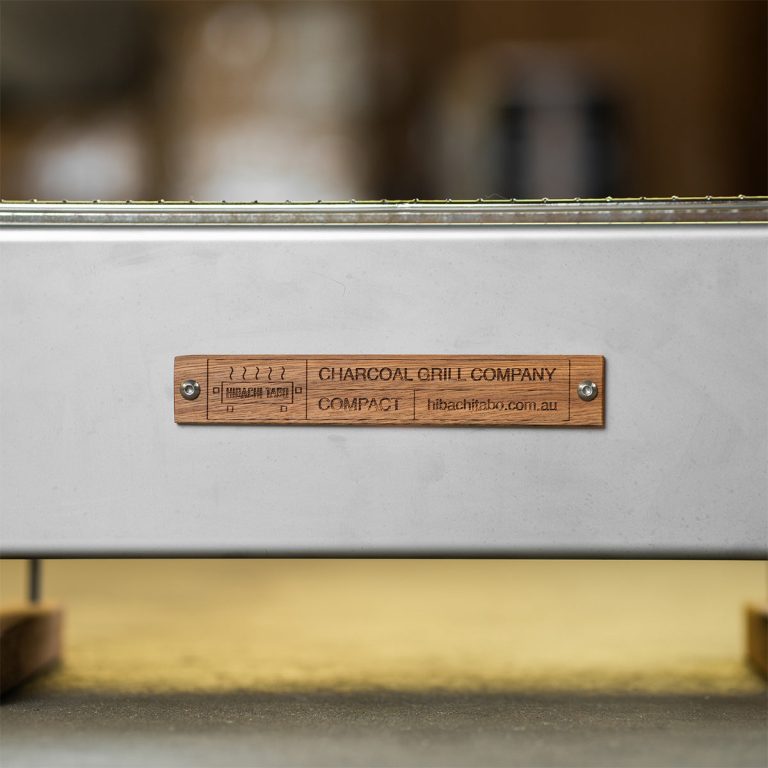 HIBACHI TABO
CHARCOAL GRILL COMPANY
COMPACT
hibachitabo.com.au